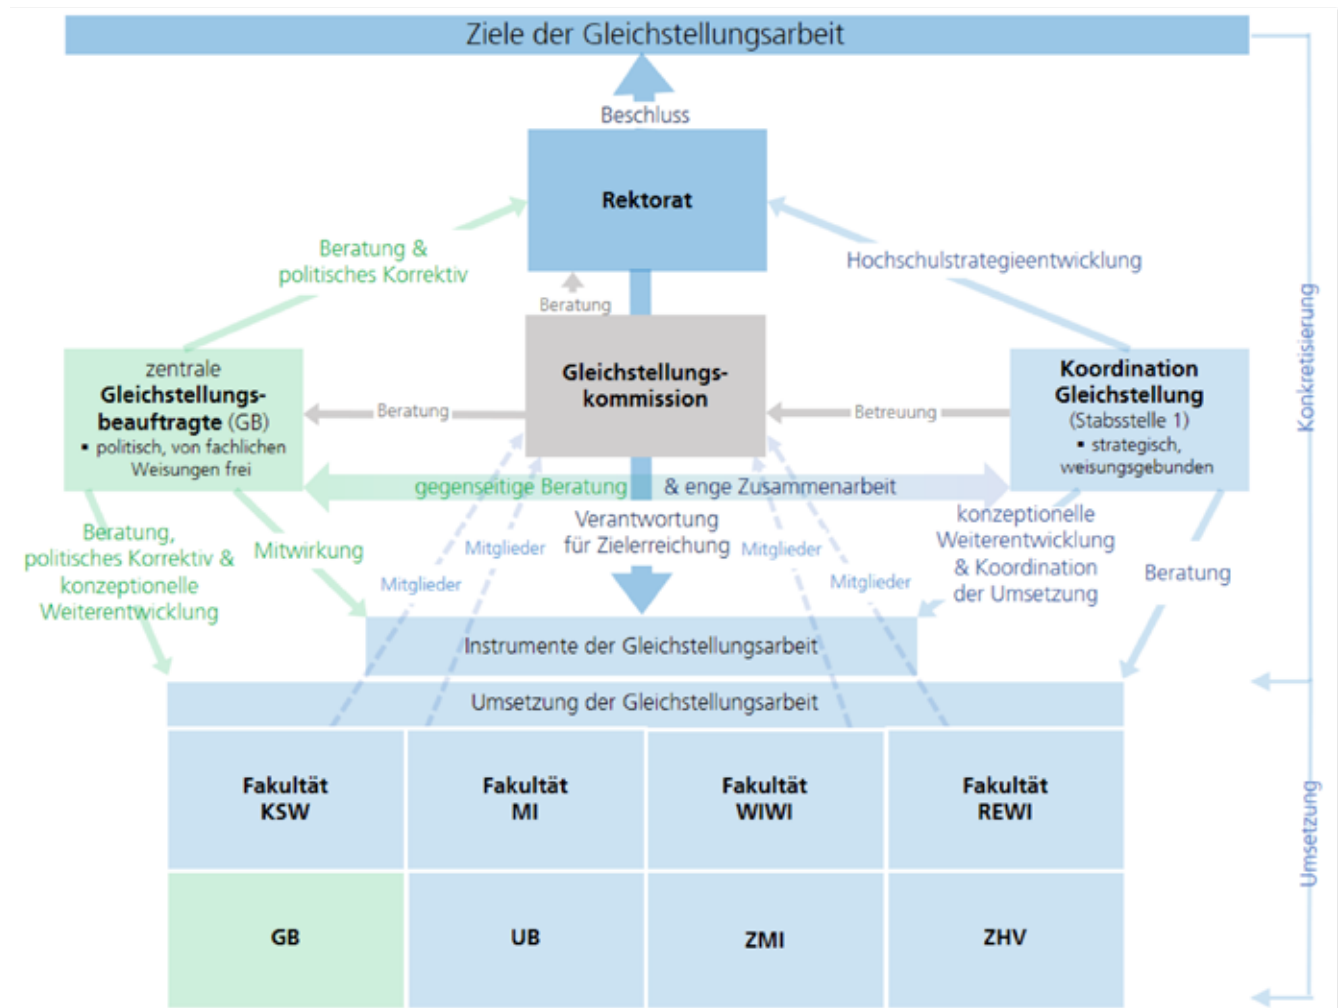 Ziele der Gleichstellungsarbeit
Beschluss
Rektorat
Beratung &
politisches Korrektiv
Hochschulstrategieentwicklung
Beratung
zentrale
Gleichstellungs-
beauftragte (GB)
▪ politisch, von fachlichen
Weisungen frei
Beratung
Gleichstellungs-
kommission
Betreuung
Koordination
Gleichstellung
(Stabsstelle 1)
▪ strategisch,
weisungsgebunden
Konkretisierung
gegenseitige Beratung & enge Zusammenarbeit
Beratung,
politisches Korrektiv &
konzeptionelle
Weiterentwicklung
Mitwirkung
Mitglieder
Mitglieder
Verantwortung
für Zielerreichung
Mitglieder
Mitglieder
konzeptionelle
Weiterentwicklung
& Koordination
der Umsetzung
Beratung
Instrumente der Gleichstellungsarbeit
Umsetzung der Gleichstellungsarbeit
Fakultät
KSW
Fakultät
MI
Fakultät
WIWI
Fakultät
REWI
Umsetzung
GB
UB
ZMI
ZHV